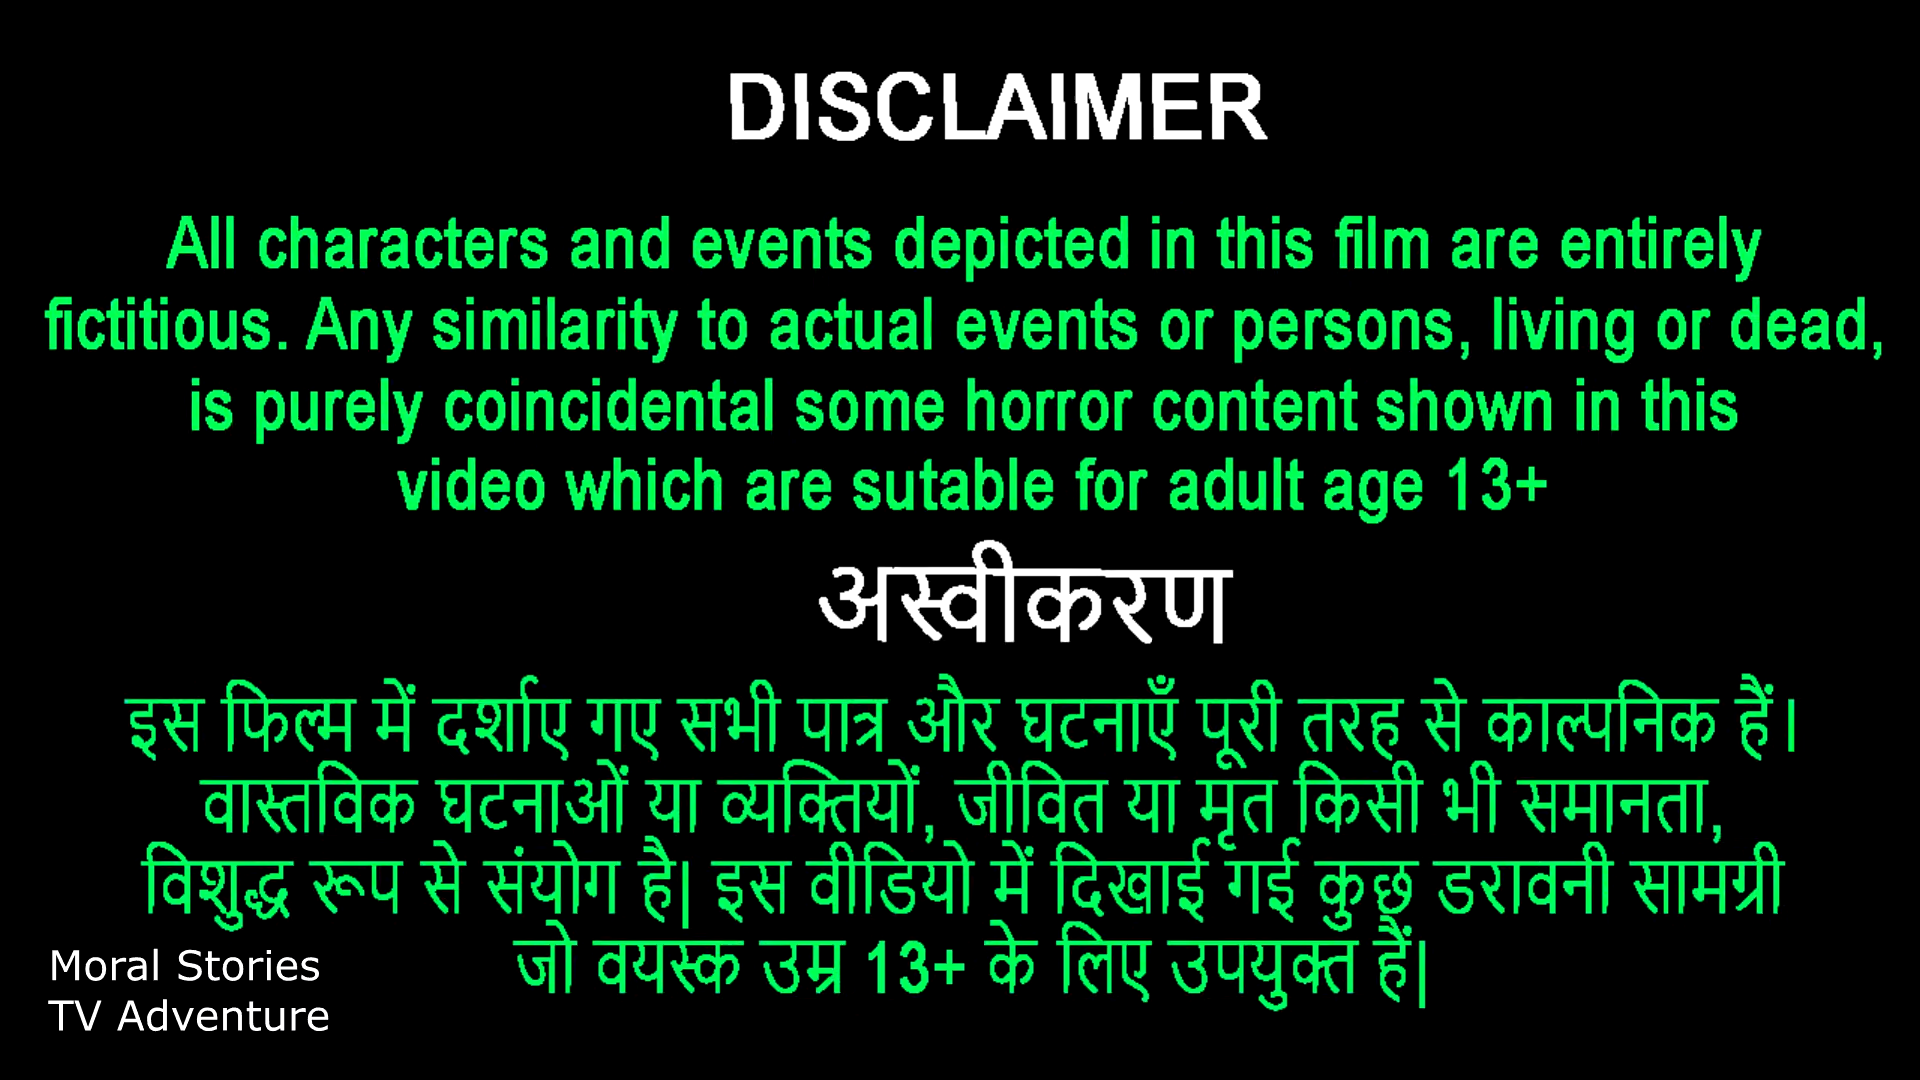 DISCLAIMER
All characters and events depicted in this film are entirely
fictitious. Any similarity to actual events or persons, living or dead,
is purely coincidental some horror content shown in this
video which are sutable for adult age 13+
अस्वीकरण
इस फिल्म में दर्शाए गए सभी पात्र और घटनाएँ पूरी तरह से काल्पनिक हैं।
वास्तविक घटनाओं या व्यक्तियों, जीवित या मृत किसी भी समानता,
विशुद्ध रूप से संयोग है| इस वीडियो में दिखाई गई कुछ डरावनी सामग्री
जो वयस्क उम्र 13+ के लिए उपयुक्त हैं|
Moral Stories
TV Adventure